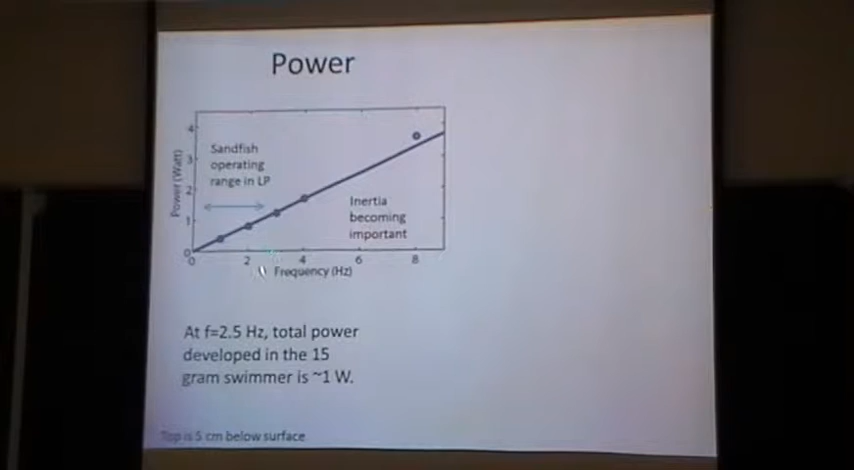 Power
4
3
2
1
0
Power (Watt)
Sandfish
operating
range in LP
Inertia
becoming
important
0
2
4
6
8
Frequency (Hz)
At f=2.5 Hz, total power
developed in the 15
gram swimmer is ~1 W.
Top is 5 cm below surface